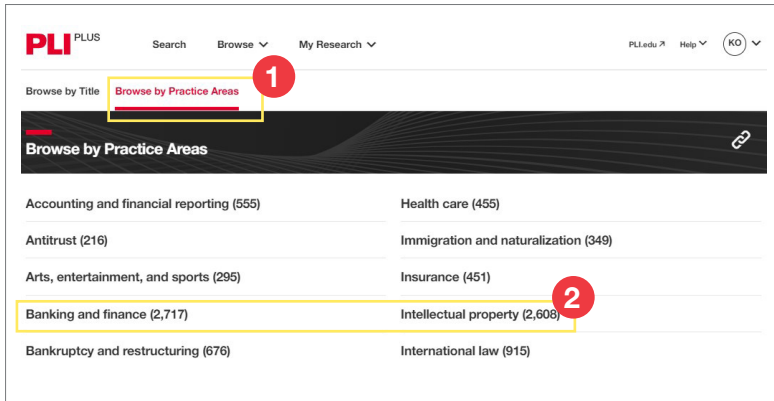 PLI PLUS Search Browse My Research PLI.edu Help KO
1
Browse by Title Browse by Practice Areas
Browse by Practice Areas
Accounting and financial reporting (555) Health care (455)
Antitrust (216) Immigration and naturalization (349)
Arts, entertainment, and sports (295) Insurance (451)
2
Banking and finance (2,717) Intellectual property (2,608)
Bankruptcy and restructuring (676) International law (915)